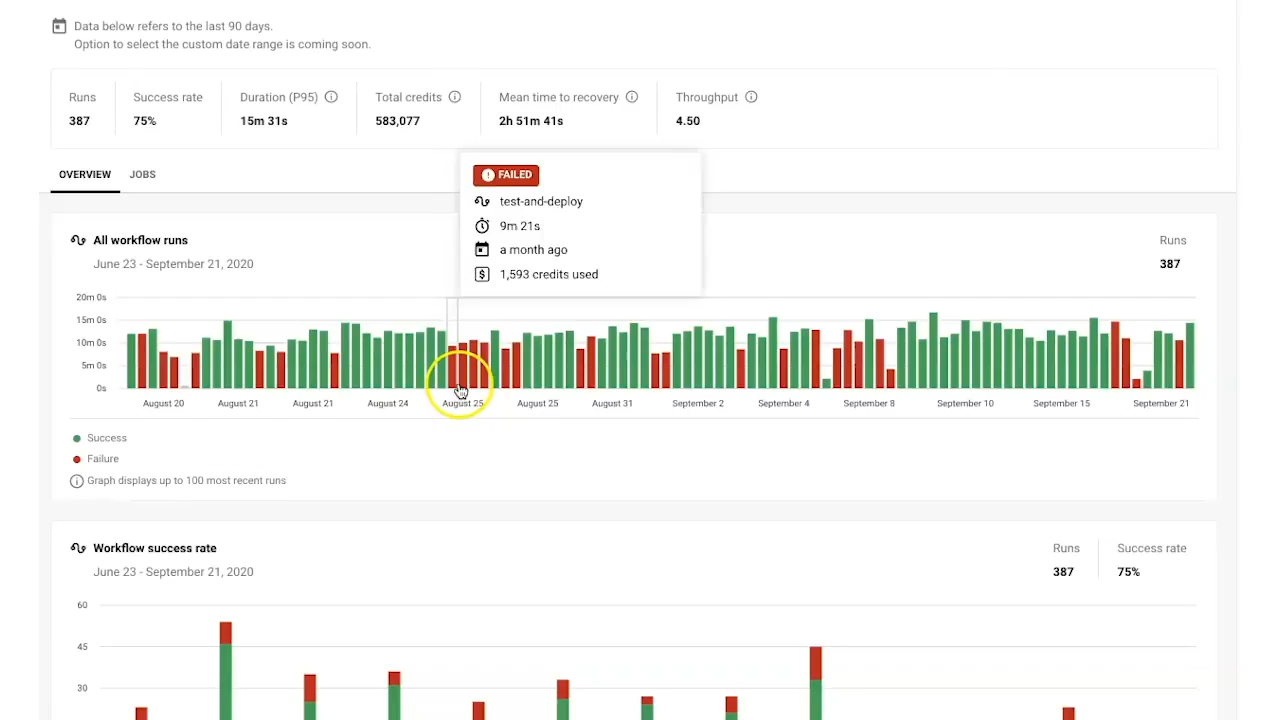 Data below refers to the last 90 days.
Option to select the custom date range is coming soon.
Runs Success rate Duration (P95) Total credits Mean time to recovery Throughput
387 75% 15m 31s 583,077 2h 51m 41s 4.50
OVERVIEW JOBS
FAILED
test-and-deploy
9m 21s
a month ago
1,593 credits used
All workflow runs Runs
June 23 - September 21, 2020 387
20m 0s
15m 0s
10m 0s
5m 0s
0s
August 20 August 21 August 21 August 24 August 25 August 25 August 31 September 2 September 4 September 8 September 10 September 15 September 21
Success
Failure
Graph displays up to 100 most recent runs
Workflow success rate Runs Success rate
June 23 - September 21, 2020 387 75%
60
45
30